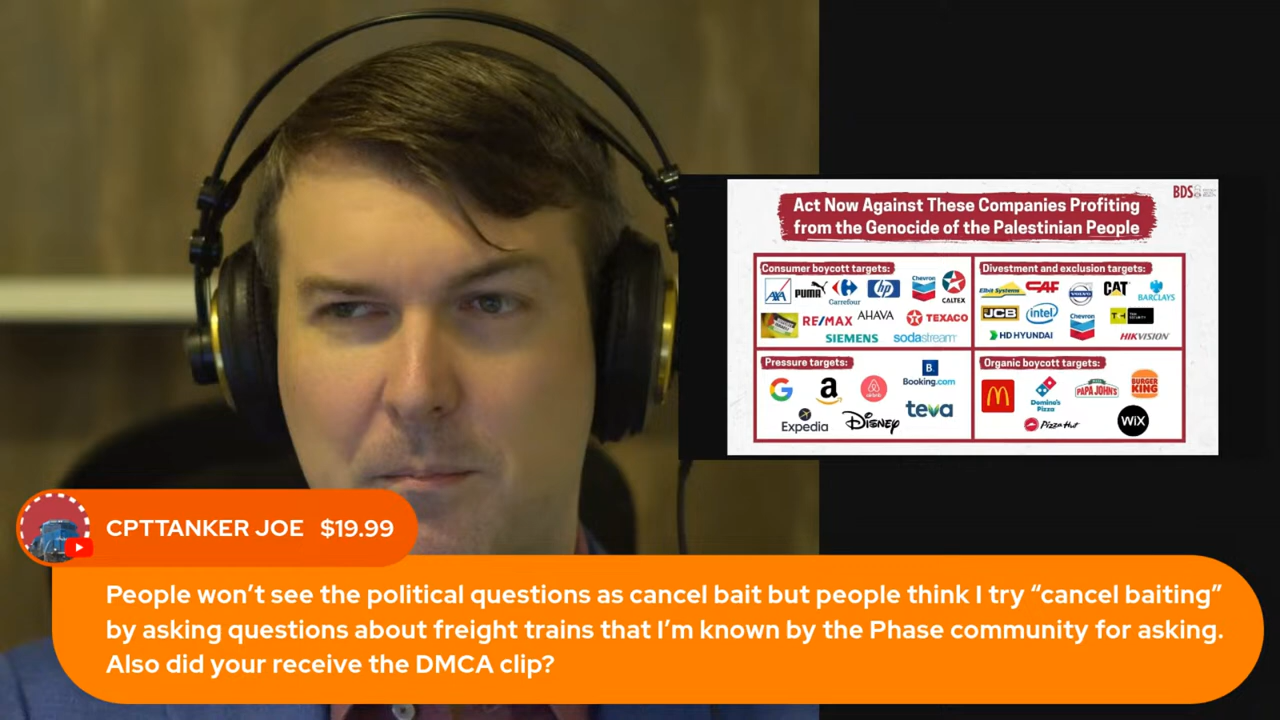 BDS
Act Now Against These Companies Profiting
from the Genocide of the Palestinian People
Consumer boycott targets:
AXA
PUMA
Carrefour
hp
Chevron
CALTEX
RE/MAX
AHAVA
TEXACO
SIEMENS
sodastream
Divestment and exclusion targets:
Elbit Systems
CAF
VOLVO
CAT
BARCLAYS
JCB
intel
Chevron
HD HYUNDAI
HIKVISION
Pressure targets:
G
a
airbnb
B.
Booking.com
Expedia
Disney
teva
Organic boycott targets:
M
Domino's
Pizza
PAPA JOHN'S
BURGER
KING
Pizza Hut
WiX
CPTTANKER JOE $19.99
People won't see the political questions as cancel bait but people think I try “cancel baiting”
by asking questions about freight trains that I'm known by the Phase community for asking.
Also did your receive the DMCA clip?